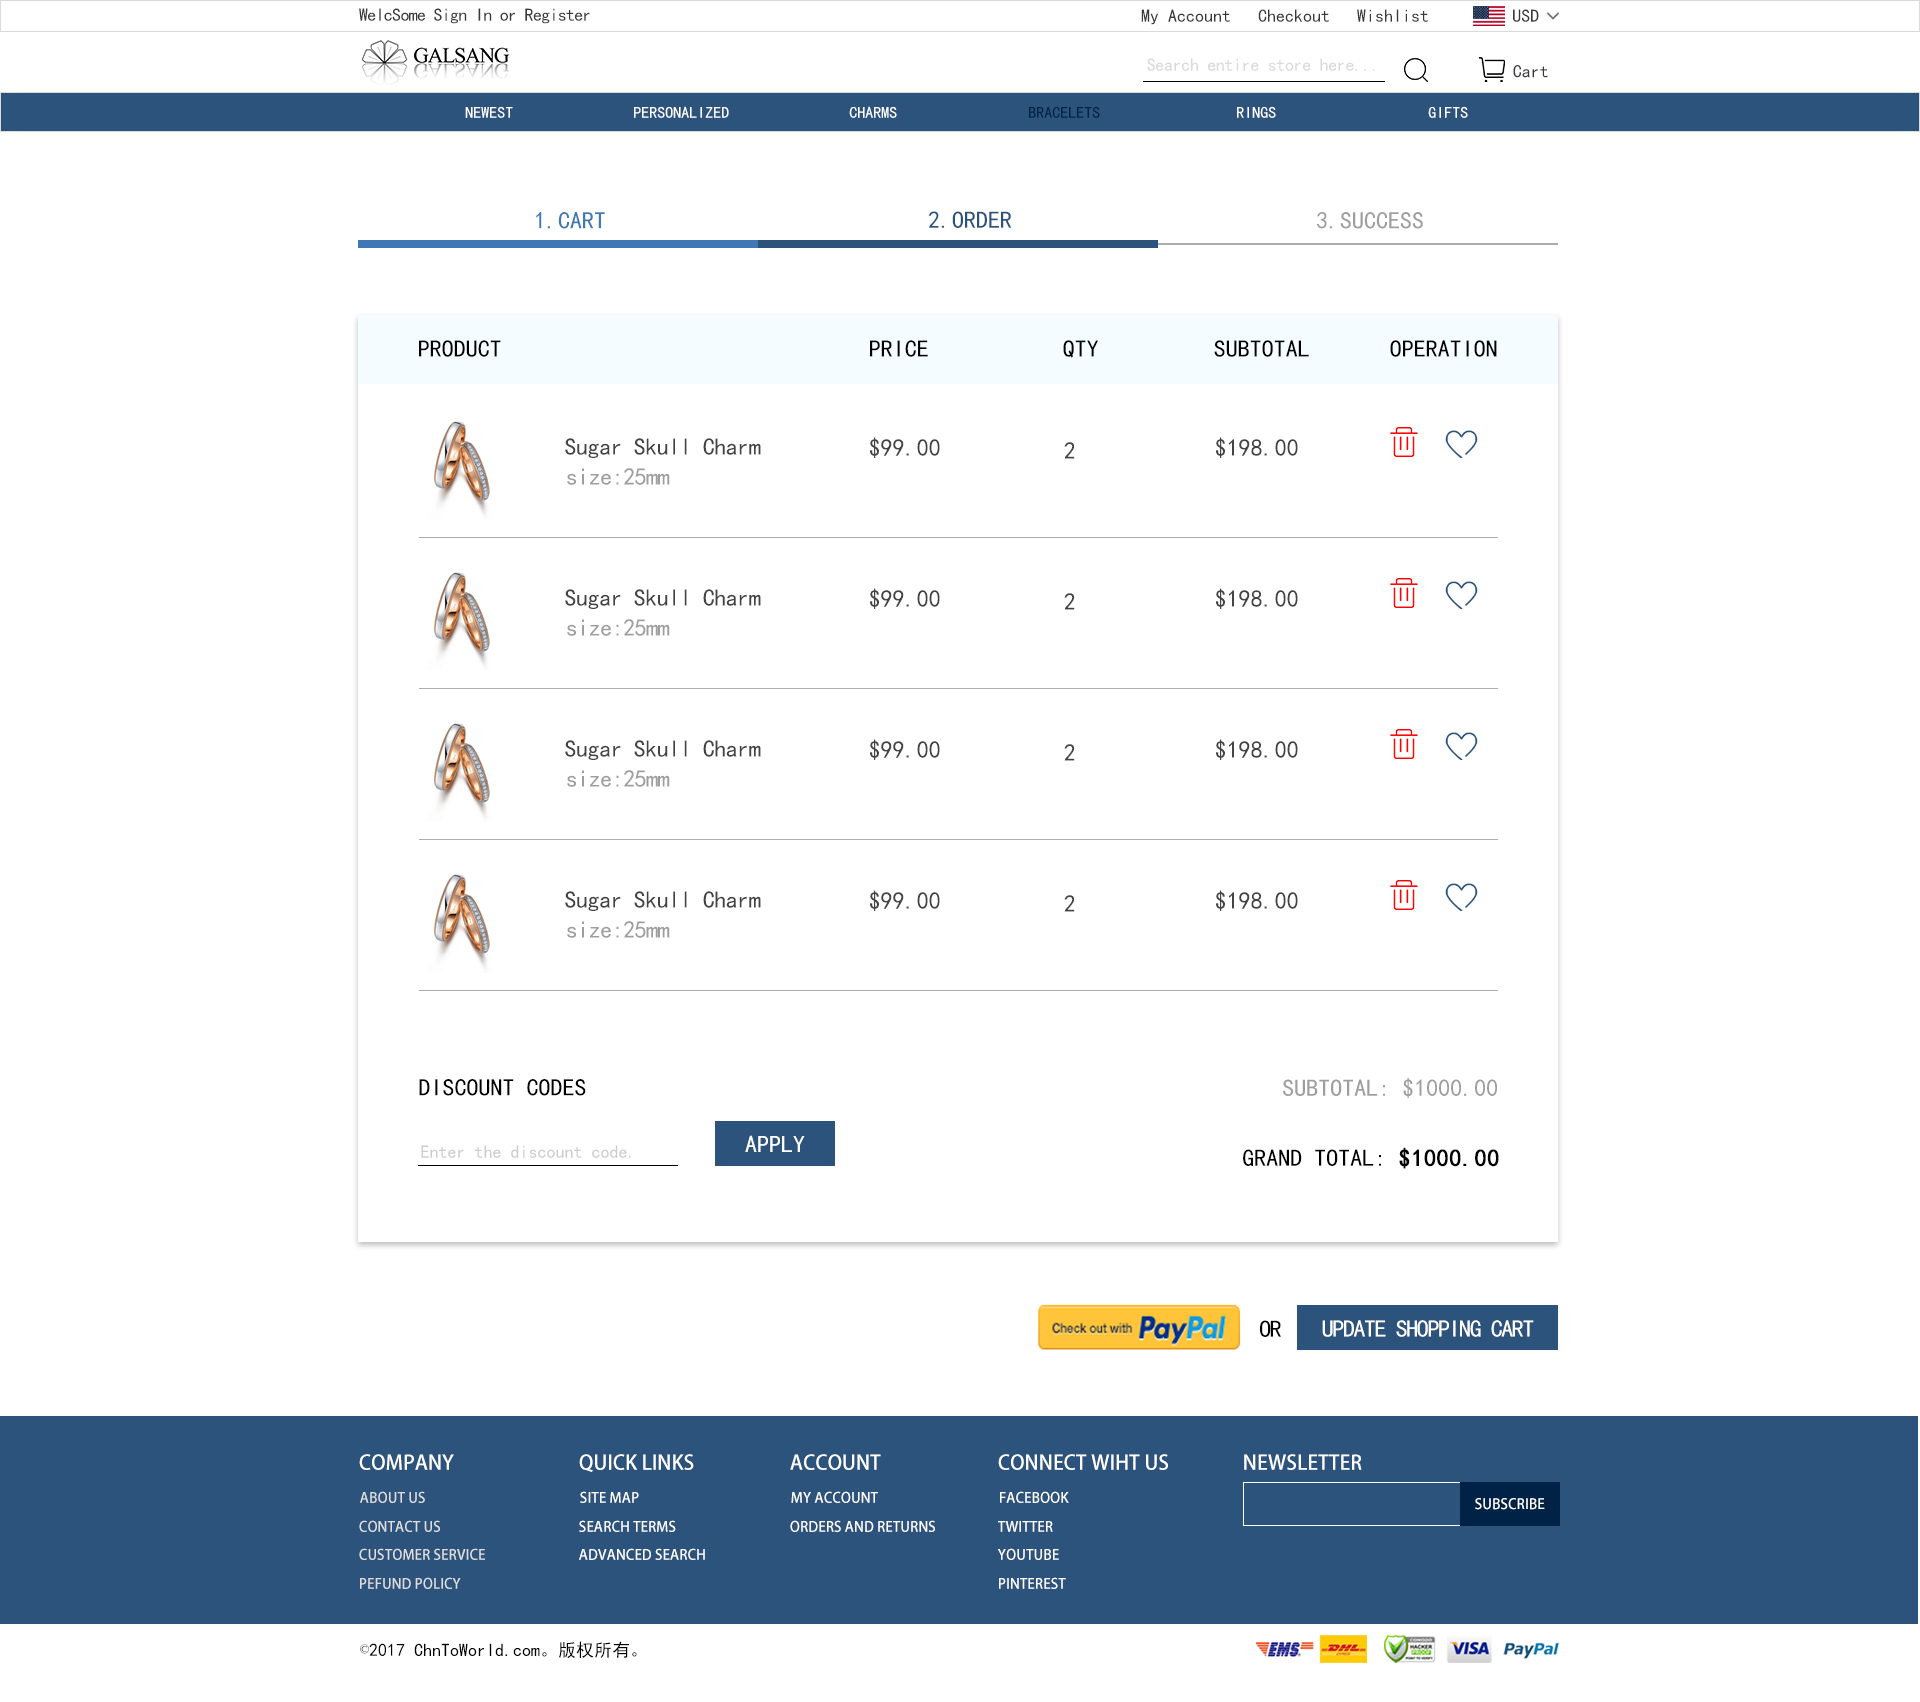 WelcSome Sign In or Register
My Account Checkout Wishlist USD
GALSANG
Search entire store here...
Cart
NEWEST PERSONALIZED CHARMS BRACELETS RINGS GIFTS
1.CART 2.ORDER 3.SUCCESS
PRODUCT PRICE QTY SUBTOTAL OPERATION
Sugar Skull Charm $99.00 2 $198.00
size:25mm
Sugar Skull Charm $99.00 2 $198.00
size:25mm
Sugar Skull Charm $99.00 2 $198.00
size:25mm
Sugar Skull Charm $99.00 2 $198.00
size:25mm
DISCOUNT CODES SUBTOTAL: $1000.00
Enter the discount code. APPLY
GRAND TOTAL: $1000.00
Check out with PayPal OR UPDATE SHOPPING CART
COMPANY
ABOUT US
CONTACT US
CUSTOMER SERVICE
PEFUND POLICY
QUICK LINKS
SITE MAP
SEARCH TERMS
ADVANCED SEARCH
ACCOUNT
MY ACCOUNT
ORDERS AND RETURNS
CONNECT WIHT US
FACEBOOK
TWITTER
YOUTUBE
PINTEREST
NEWSLETTER
SUBSCRIBE
©2017 ChnToWorld.com。版权所有。
EMS DHL HACKER VISA PayPal